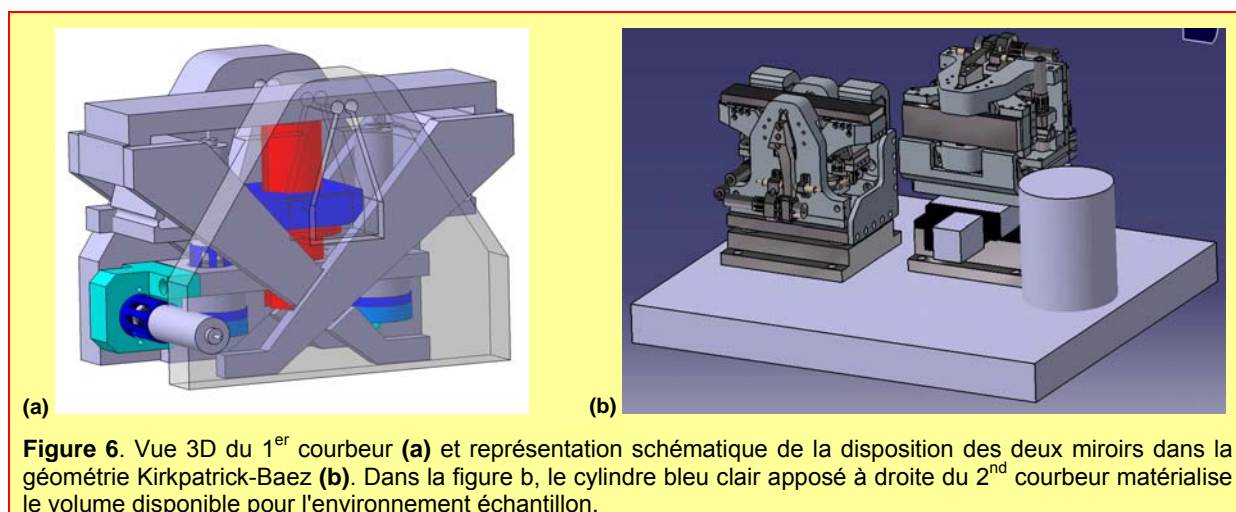 (a)
(b)
Figure 6. Vue 3D du 1er courbeur (a) et représentation schématique de la disposition des deux miroirs dans la
géométrie Kirkpatrick-Baez (b). Dans la figure b, le cylindre bleu clair apposé à droite du 2nd courbeur matérialise
le volume disponible pour l'environnement échantillon.